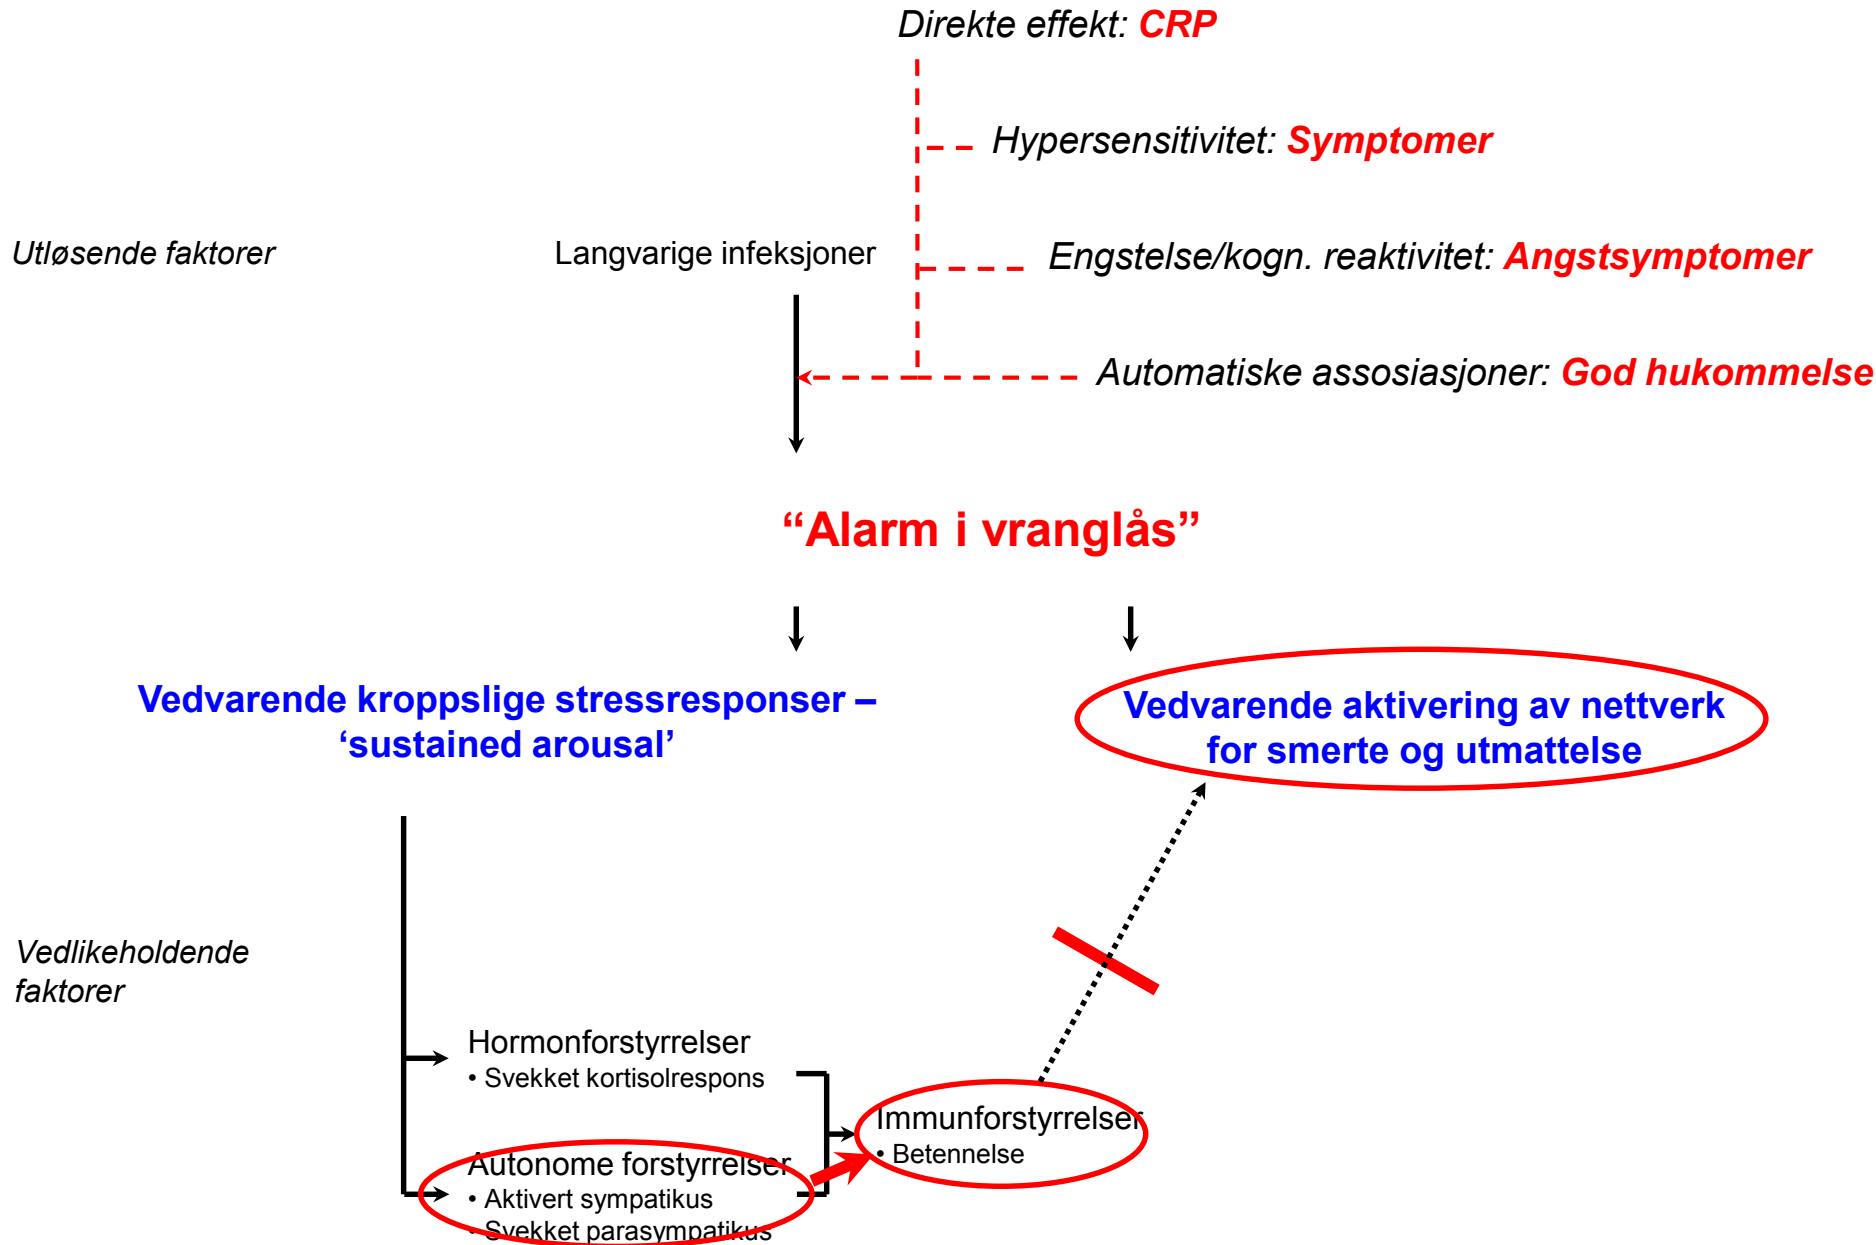 Direkte effekt: CRP
Hypersensitivitet: Symptomer
Utløsende faktorer
Langvarige infeksjoner
Engstelse/kogn. reaktivitet: Angstsymptomer
Automatiske assosiasjoner: God hukommelse
“Alarm i vranglås”
Vedvarende kroppslige stressresponser –
‘sustained arousal’
Vedvarende aktivering av nettverk
for smerte og utmattelse
Vedlikeholdende
faktorer
Hormonforstyrrelser
• Svekket kortisolrespons
Immunforstyrrelser
• Betennelse
Autonome forstyrrelser
• Aktivert sympatikus
• Svekket parasympatikus